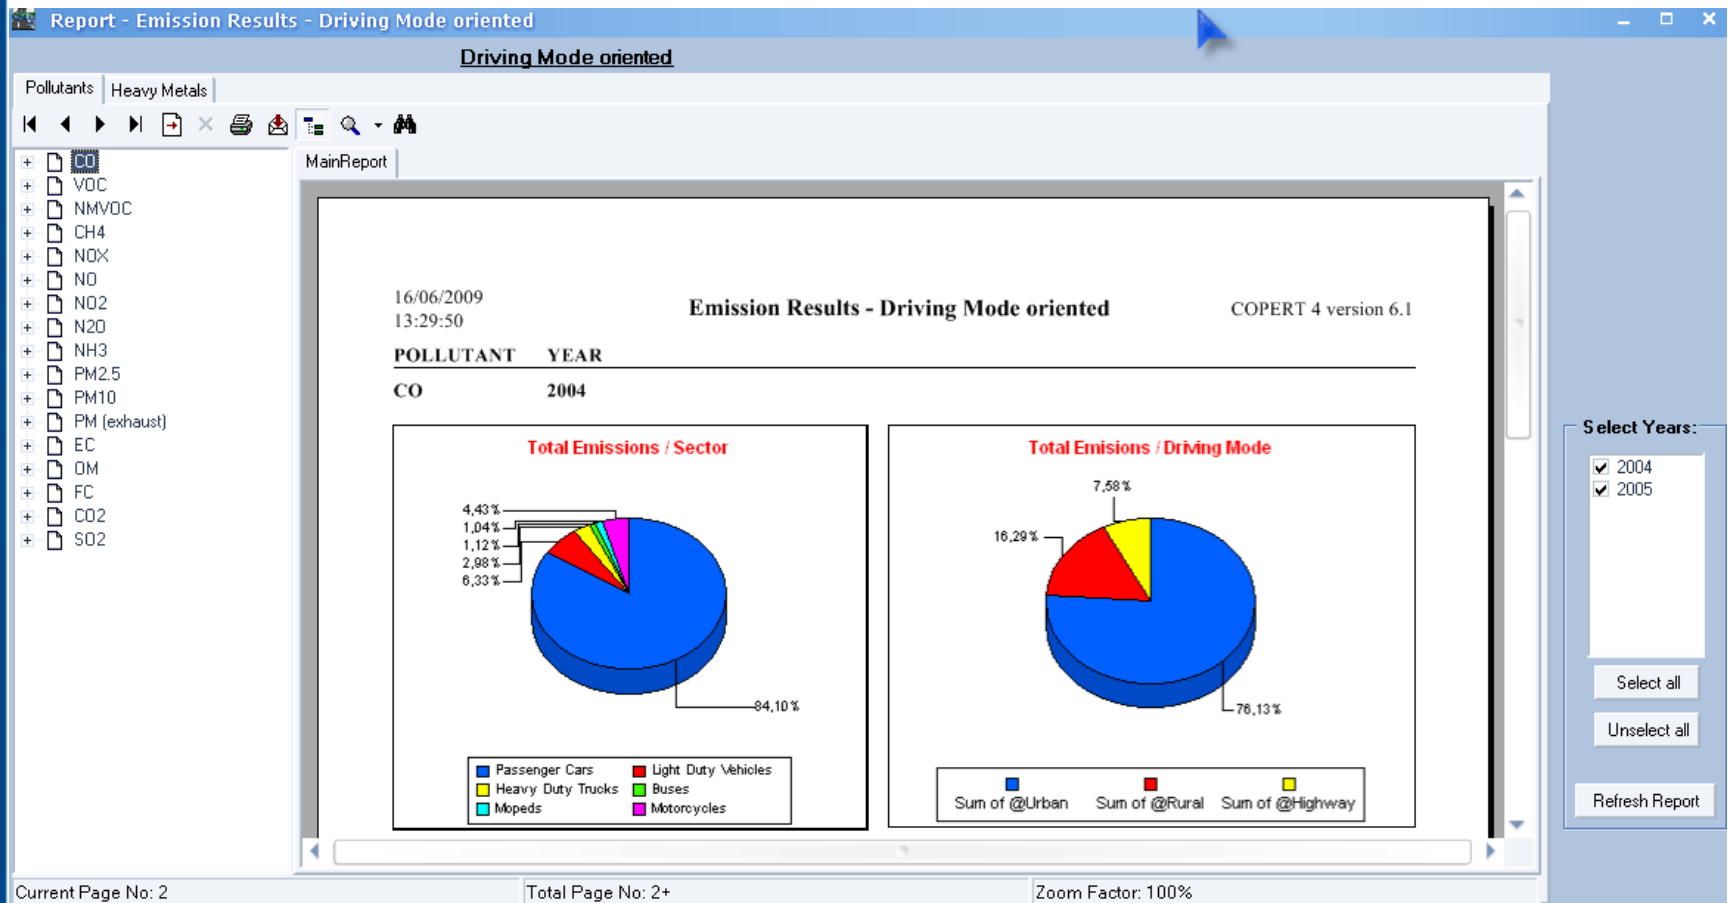 Report - Emission Results - Driving Mode oriented
Driving Mode oriented
Pollutants Heavy Metals
CO
VOC
NMVOC
CH4
NOX
NO
NO2
N2O
NH3
PM2.5
PM10
PM (exhaust)
EC
OM
FC
CO2
SO2
MainReport
16/06/2009
13:29:50
Emission Results - Driving Mode oriented
COPERT 4 version 6.1
POLLUTANT YEAR
CO 2004
Total Emissions / Sector
4,43%
1,04%
1,12%
2,98%
6,33%
84,10%
Passenger Cars Light Duty Vehicles
Heavy Duty Trucks Buses
Mopeds Motorcycles
Total Emisions / Driving Mode
7,58%
16,29%
76,13%
Sum of @Urban Sum of @Rural Sum of @Highway
Select Years:
2004
2005
Select all
Unselect all
Refresh Report
Current Page No: 2 Total Page No: 2+ Zoom Factor: 100%